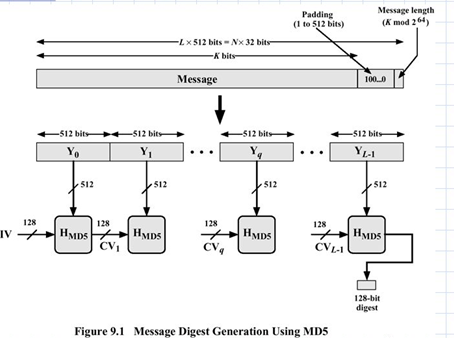 Padding
(1 to 512 bits)
Message length
(K mod 2^64)
L × 512 bits = N × 32 bits
K bits
Message
100...0
512 bits 512 bits 512 bits 512 bits
Y0 Y1 • • • Yq • • • YL-1
512 512 512 512
IV 128 HMD5 128 CV1 HMD5 128 CVq HMD5 128 CVL-1 HMD5
128-bit
digest
Figure 9.1 Message Digest Generation Using MD5